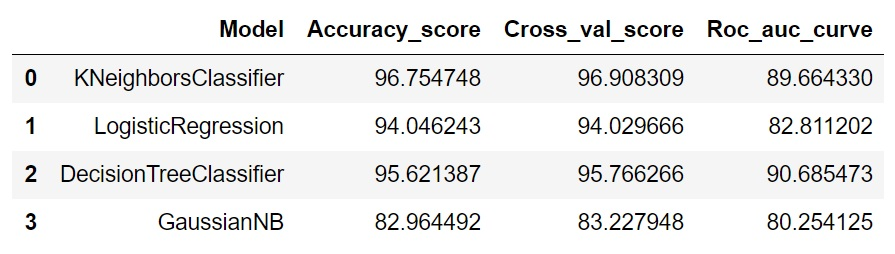 Model Accuracy_score Cross_val_score Roc_auc_curve
0 KNeighborsClassifier 96.754748 96.908309 89.664330
1 LogisticRegression 94.046243 94.029666 82.811202
2 DecisionTreeClassifier 95.621387 95.766266 90.685473
3 GaussianNB 82.964492 83.227948 80.254125